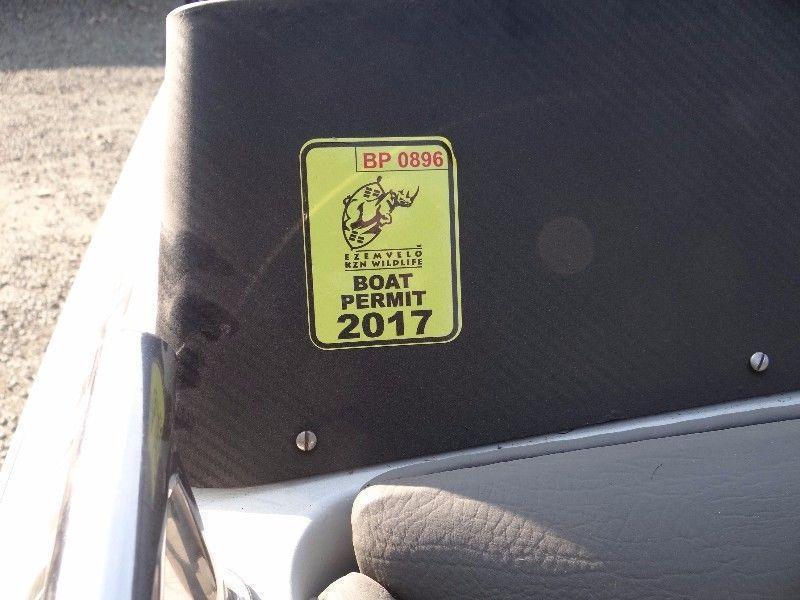 BP 0896
EZEMVELO
KZN WILDLIFE
BOAT
PERMIT
2017